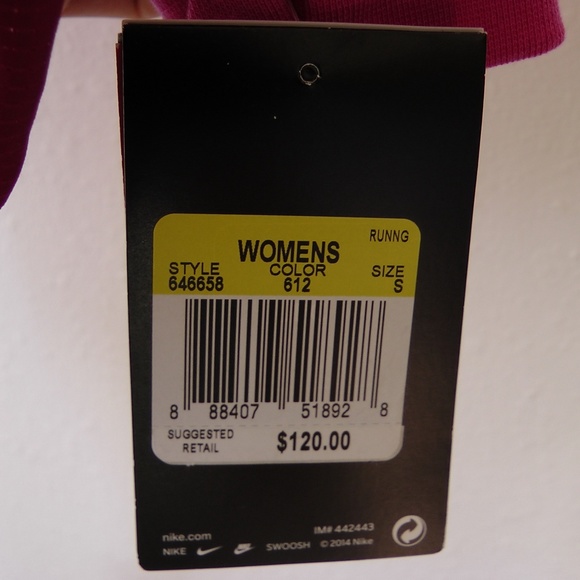 RUNNG
WOMENS
STYLE COLOR SIZE
646658 612 S
8 88407 51892 8
SUGGESTED
RETAIL $120.00
nike.com IM# 442443
NIKE SWOOSH © 2014 Nike